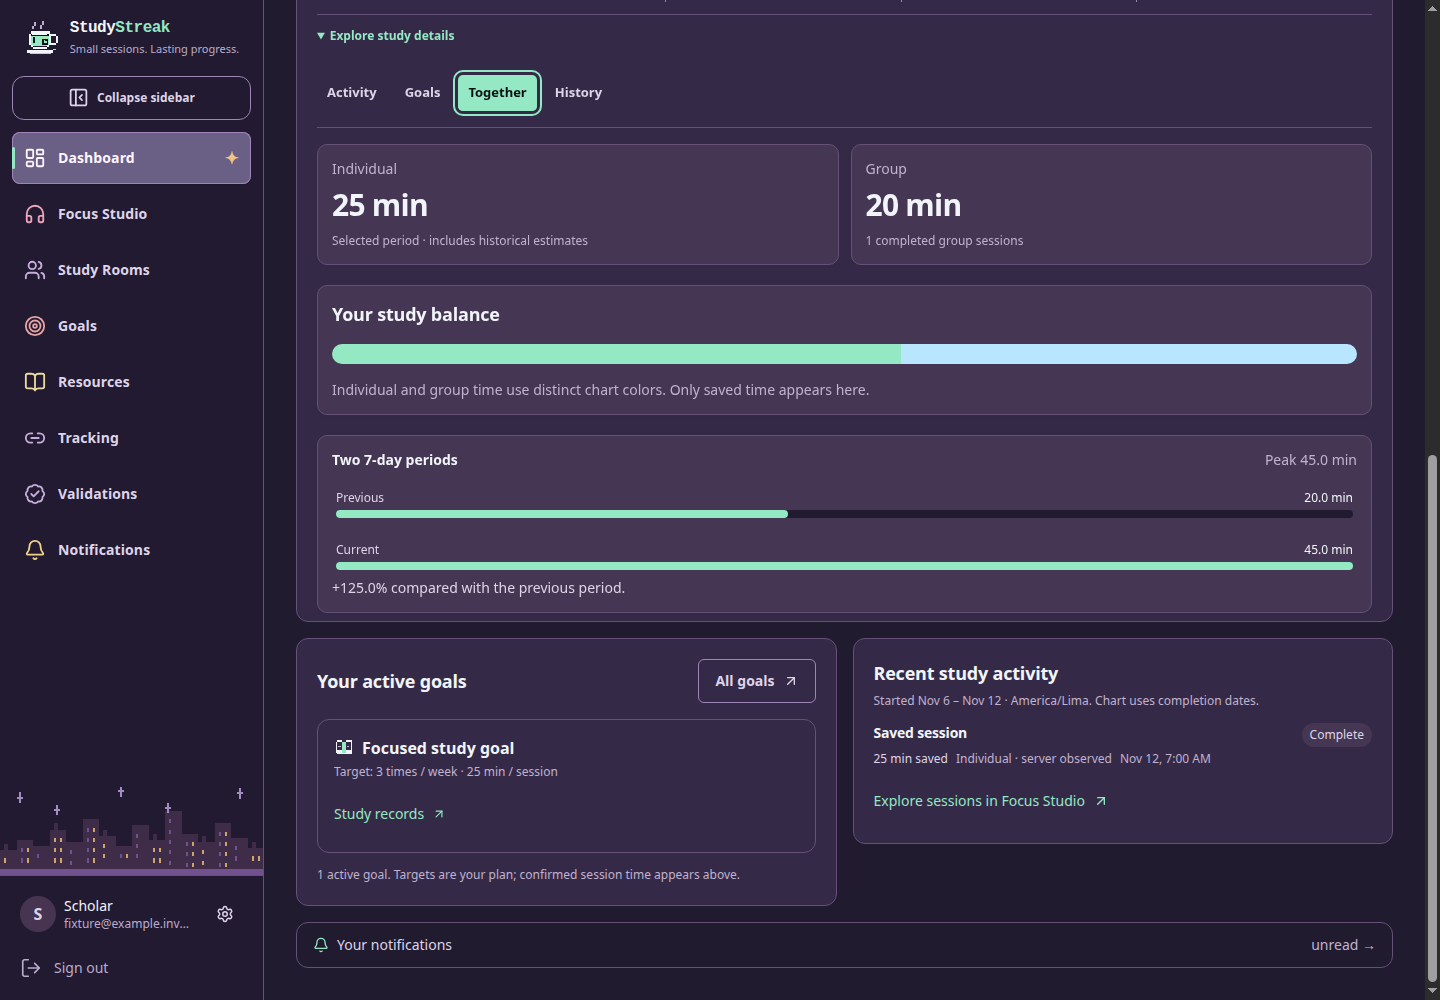 StudyStreak
Small sessions. Lasting progress.
Collapse sidebar
Dashboard
Focus Studio
Study Rooms
Goals
Resources
Tracking
Validations
Notifications
S
Scholar
fixture@example.inv...
Sign out
▼ Explore study details
Activity
Goals
Together
History
Individual
25 min
Selected period · includes historical estimates
Group
20 min
1 completed group sessions
Your study balance
Individual and group time use distinct chart colors. Only saved time appears here.
Two 7-day periods
Peak 45.0 min
Previous
20.0 min
Current
45.0 min
+125.0% compared with the previous period.
Your active goals
All goals
Focused study goal
Target: 3 times / week · 25 min / session
Study records
1 active goal. Targets are your plan; confirmed session time appears above.
Recent study activity
Started Nov 6 – Nov 12 · America/Lima. Chart uses completion dates.
Saved session
Complete
25 min saved Individual · server observed Nov 12, 7:00 AM
Explore sessions in Focus Studio
Your notifications
unread →